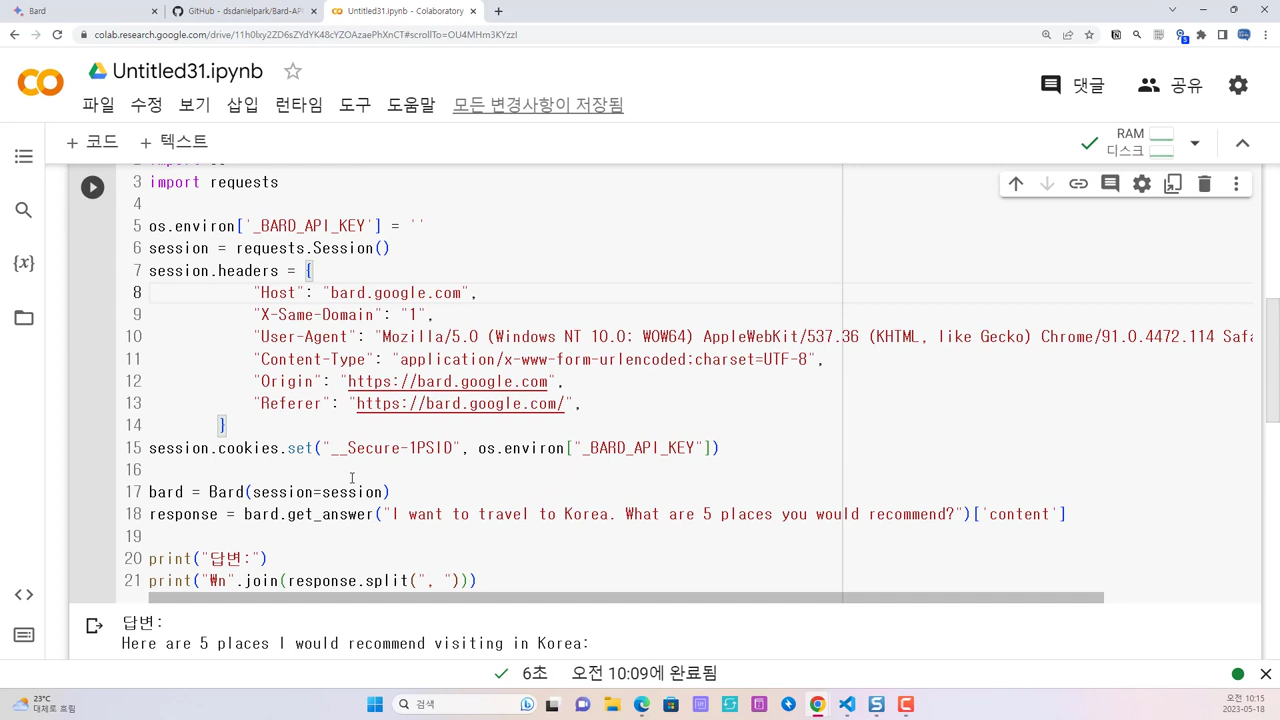 Bard
GitHub - dsdanielpark/Bard-API
Untitled31.ipynb - Colaboratory
colab.research.google.com/drive/11h0lxy2ZD6sZYdYK48cYZOAzaePhXnCT#scrollTo=OU4MHm3KYzzI
Untitled31.ipynb
댓글
공유
파일
수정
보기
삽입
런타임
도구
도움말
모든 변경사항이 저장됨
+ 코드
+ 텍스트
RAM
디스크
3 import requests
4
5 os.environ['_BARD_API_KEY'] = ''
6 session = requests.Session()
7 session.headers = {
8 "Host": "bard.google.com",
9 "X-Same-Domain": "1",
10 "User-Agent": "Mozilla/5.0 (Windows NT 10.0; WOW64) AppleWebKit/537.36 (KHTML, like Gecko) Chrome/91.0.4472.114 Safa
11 "Content-Type": "application/x-www-form-urlencoded;charset=UTF-8",
12 "Origin": "https://bard.google.com",
13 "Referer": "https://bard.google.com/",
14 }
15 session.cookies.set("__Secure-1PSID", os.environ["_BARD_API_KEY"])
16
17 bard = Bard(session=session)
18 response = bard.get_answer("I want to travel to Korea. What are 5 places you would recommend?")['content']
19
20 print("답변:")
21 print("₩n".join(response.split(", ")))
답변:
Here are 5 places I would recommend visiting in Korea:
6초
오전 10:09에 완료됨
23°C
대체로 흐림
검색
오전 10:15
2023-05-18